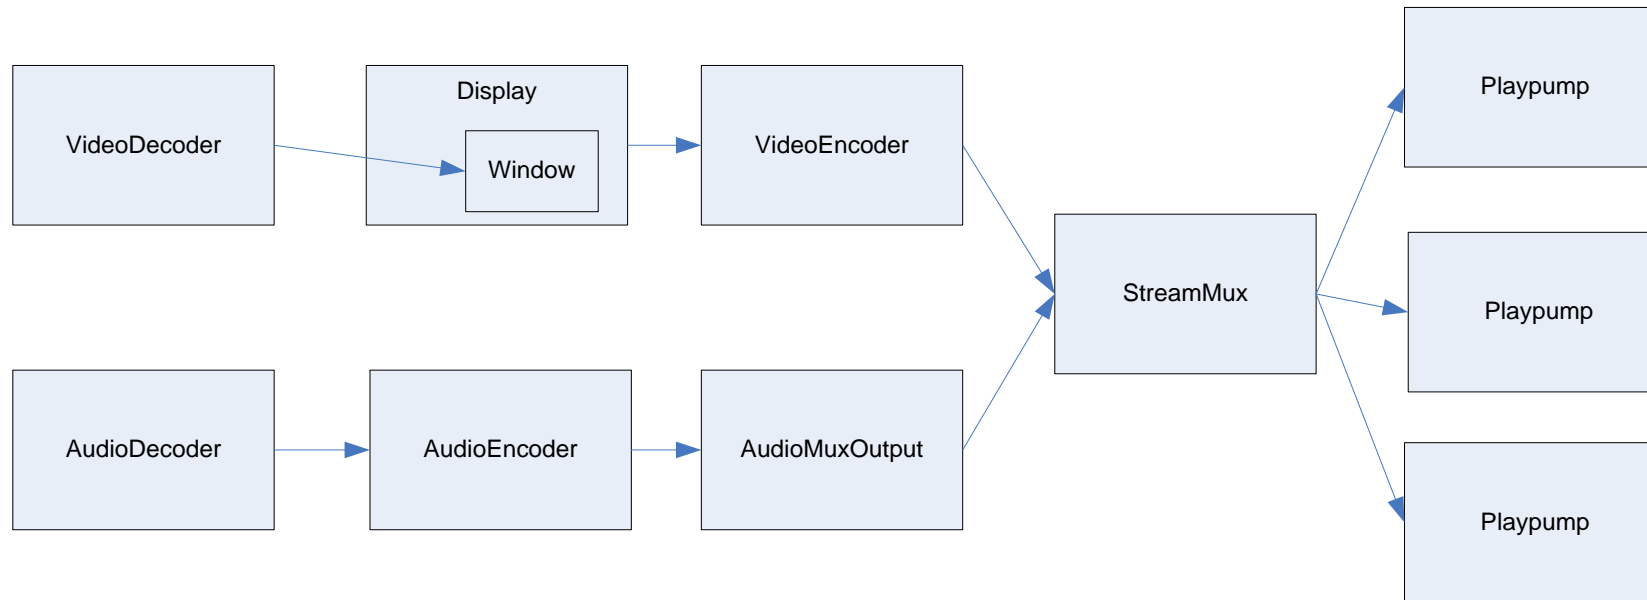 VideoDecoder
Display
Window
VideoEncoder
AudioDecoder
AudioEncoder
AudioMuxOutput
StreamMux
Playpump
Playpump
Playpump